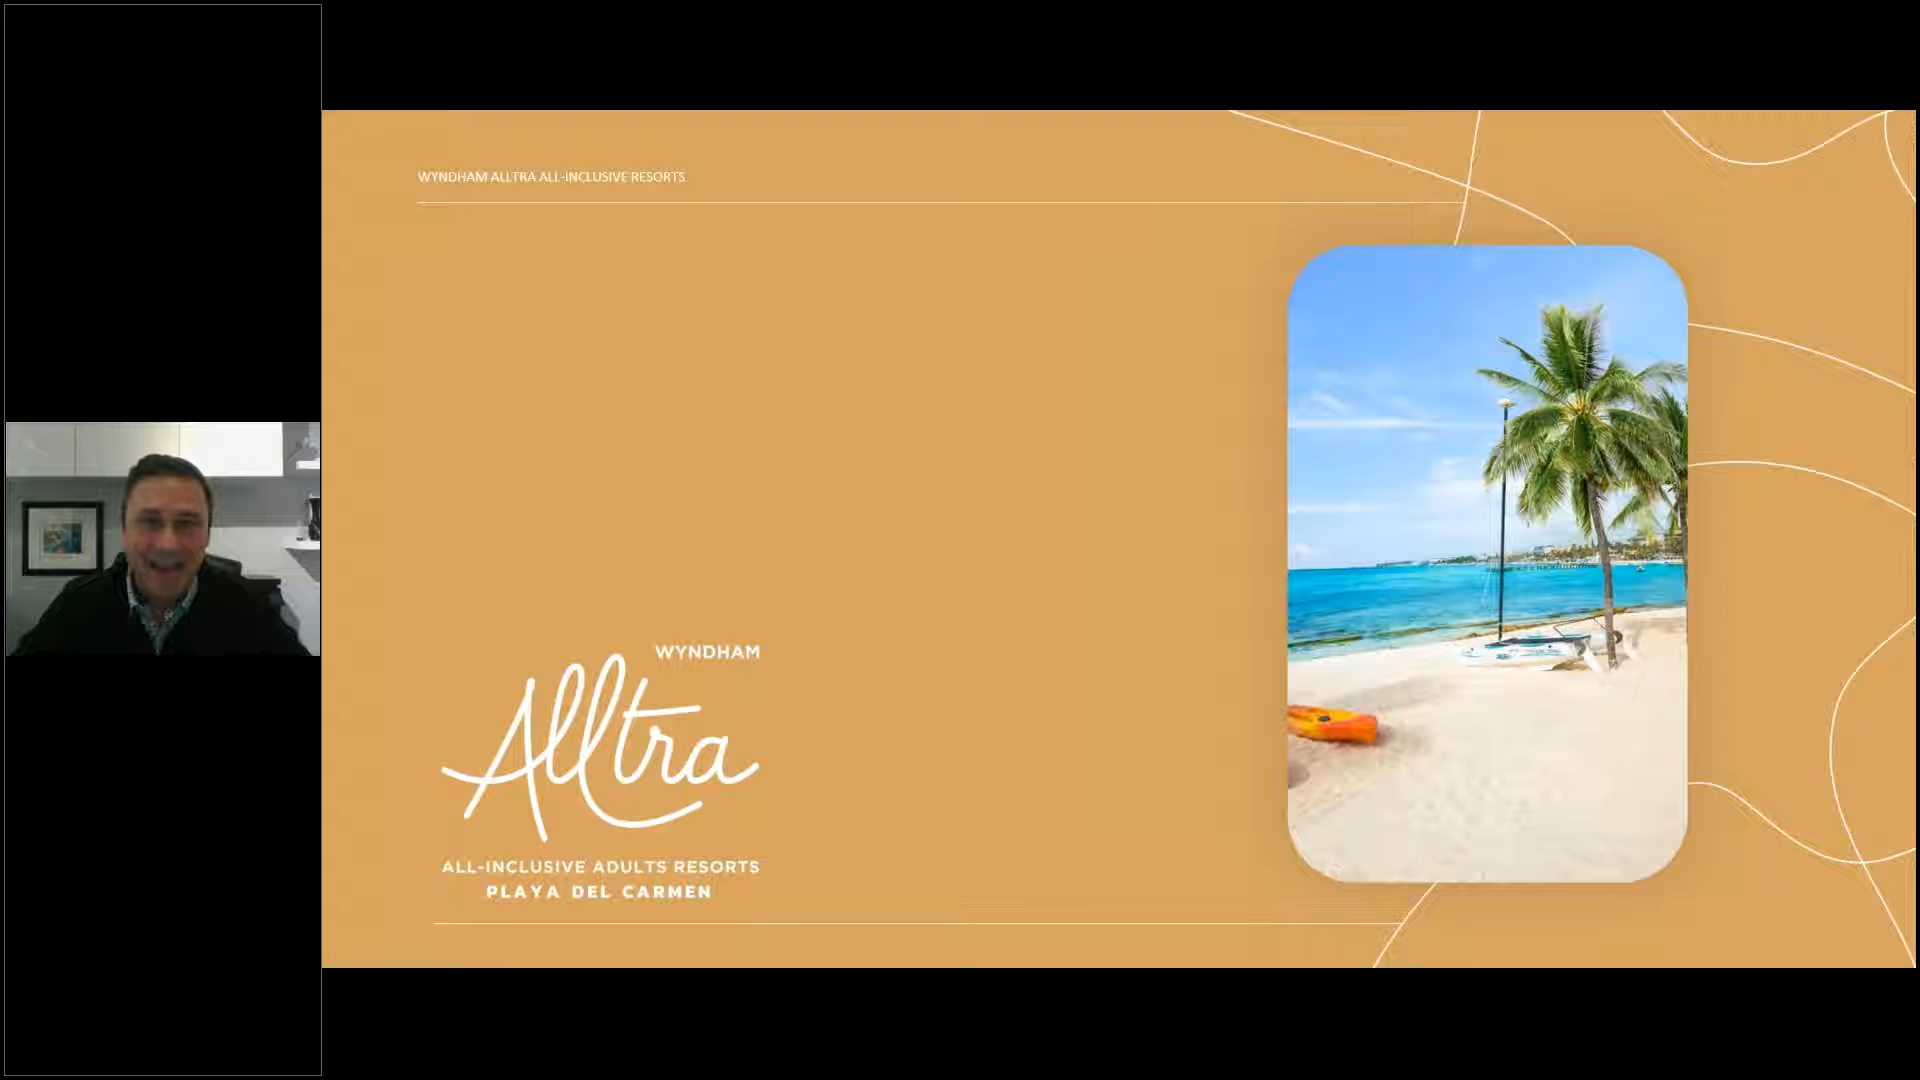 WYNDHAM ALLTRA ALL-INCLUSIVE RESORTS
WYNDHAM
Alltra
ALL-INCLUSIVE ADULTS RESORTS
PLAYA DEL CARMEN